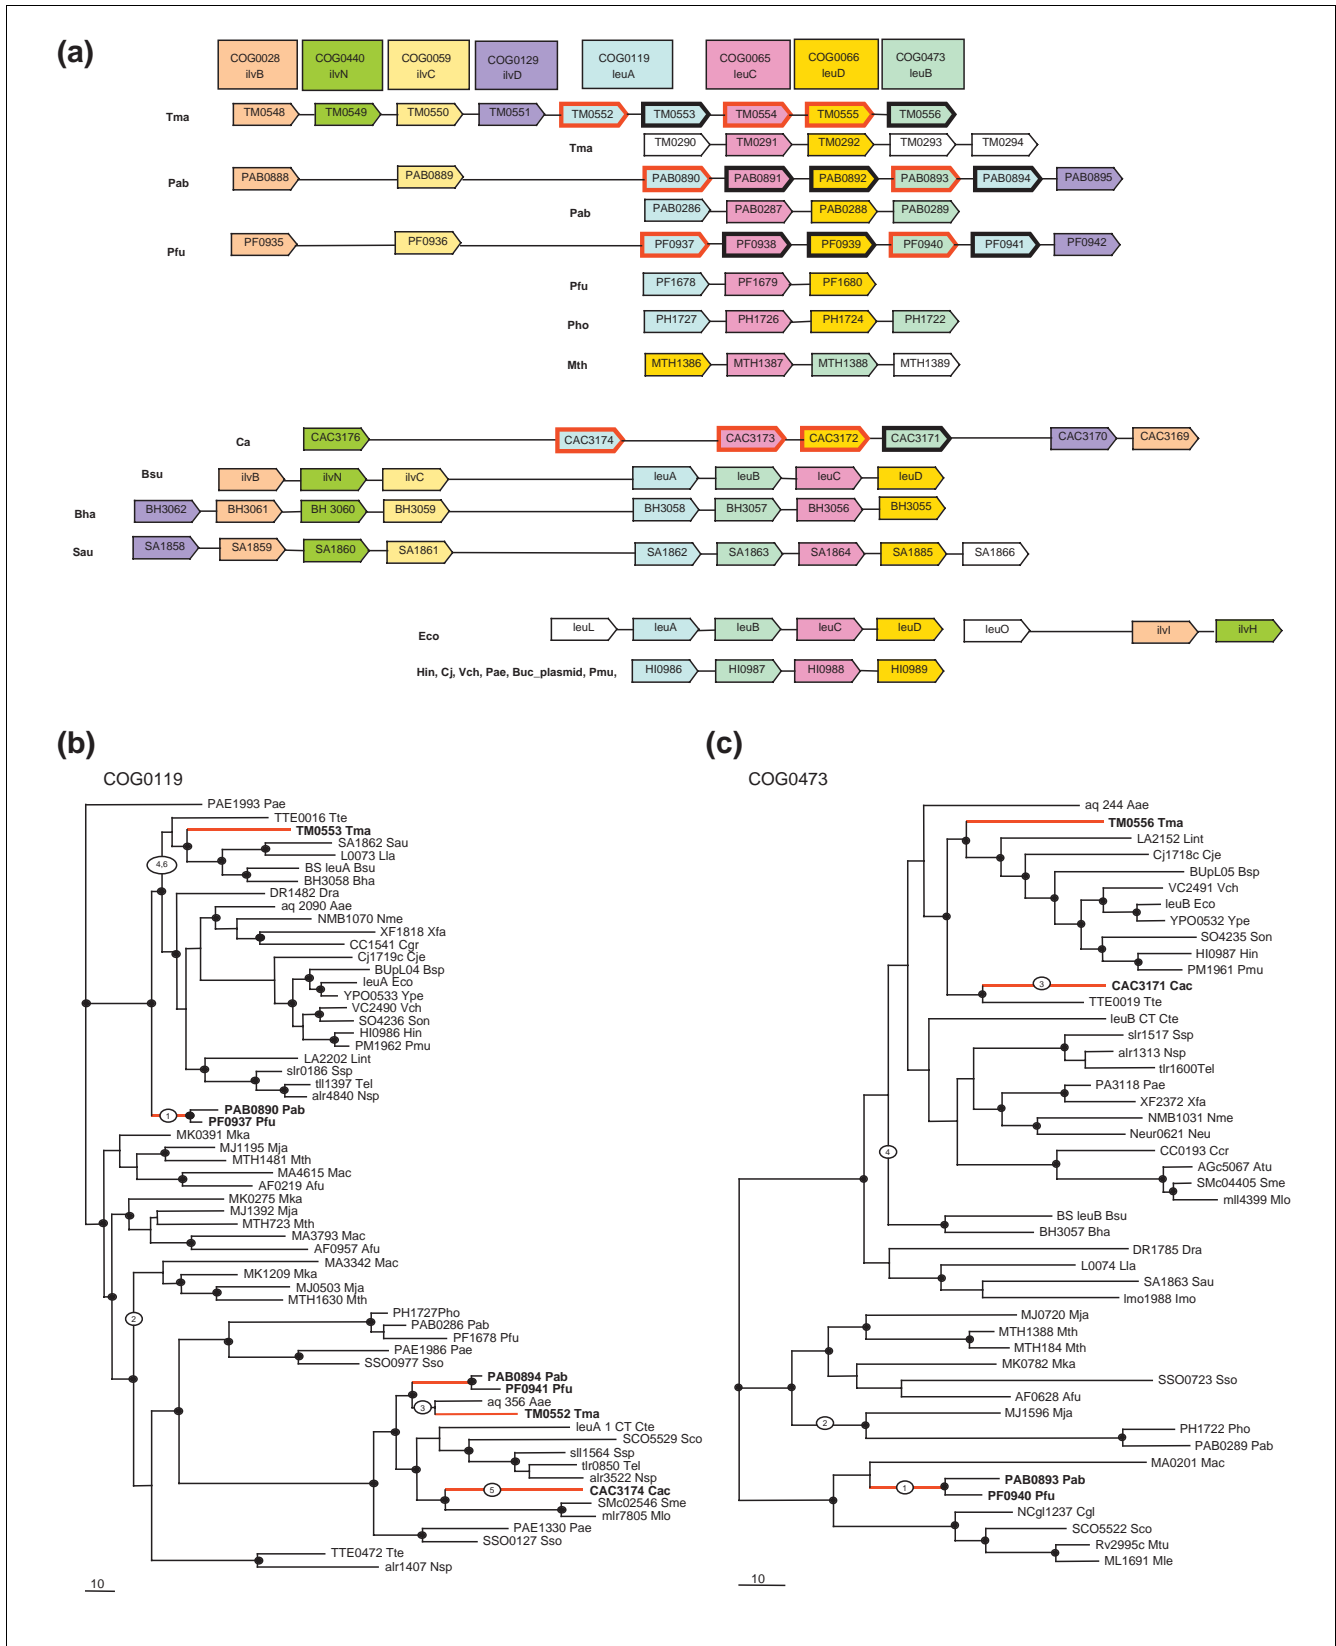 (a)
COG0028 ilvB
COG0440 ilvN
COG0059 ilvC
COG0129 ilvD
COG0119 leuA
COG0065 leuC
COG0066 leuD
COG0473 leuB
Tma TM0548 TM0549 TM0550 TM0551 TM0552 TM0553 TM0554 TM0555 TM0556
Tma TM0290 TM0291 TM0292 TM0293 TM0294
Pab PAB0888 PAB0889 PAB0890 PAB0891 PAB0892 PAB0893 PAB0894 PAB0895
Pab PAB0286 PAB0287 PAB0288 PAB0289
Pfu PF0935 PF0936 PF0937 PF0938 PF0939 PF0940 PF0941 PF0942
Pfu PF1678 PF1679 PF1680
Pho PH1727 PH1726 PH1724 PH1722
Mth MTH1386 MTH1387 MTH1388 MTH1389
Ca CAC3176 CAC3174 CAC3173 CAC3172 CAC3171 CAC3170 CAC3169
Bsu ilvB ilvN ilvC leuA leuB leuC leuD
Bha BH3062 BH3061 BH 3060 BH3059 BH3058 BH3057 BH3056 BH3055
Sau SA1858 SA1859 SA1860 SA1861 SA1862 SA1863 SA1864 SA1885 SA1866
Eco leuL leuA leuB leuC leuD leuO ilvI ilvH
Hin, Cj, Vch, Pae, Buc_plasmid, Pmu, HI0986 HI0987 HI0988 HI0989
(b)
COG0119
PAE1993 Pae
TTE0016 Tte
TM0553 Tma
SA1862 Sau
L0073 Lla
4,6
BS leuA Bsu
BH3058 Bha
DR1482 Dra
aq 2090 Aae
NMB1070 Nme
XF1818 Xfa
CC1541 Cgr
Cj1719c Cje
BUpL04 Bsp
leuA Eco
YPO0533 Ype
VC2490 Vch
SO4236 Son
HI0986 Hin
PM1962 Pmu
LA2202 Lint
slr0186 Ssp
tll1397 Tel
alr4840 Nsp
PAB0890 Pab
1
PF0937 Pfu
MK0391 Mka
MJ1195 Mja
MTH1481 Mth
MA4615 Mac
AF0219 Afu
MK0275 Mka
MJ1392 Mja
MTH723 Mth
MA3793 Mac
AF0957 Afu
MA3342 Mac
MK1209 Mka
MJ0503 Mja
MTH1630 Mth
2
PH1727Pho
PAB0286 Pab
PF1678 Pfu
PAE1986 Pae
SSO0977 Sso
PAB0894 Pab
PF0941 Pfu
aq 356 Aae
3
TM0552 Tma
leuA 1 CT Cte
SCO5529 Sco
sll1564 Ssp
tlr0850 Tel
alr3522 Nsp
5
CAC3174 Cac
SMc02546 Sme
mlr7805 Mlo
PAE1330 Pae
SSO0127 Sso
TTE0472 Tte
alr1407 Nsp
10
(c)
COG0473
aq 244 Aae
TM0556 Tma
LA2152 Lint
Cj1718c Cje
BUpL05 Bsp
VC2491 Vch
leuB Eco
YPO0532 Ype
SO4235 Son
HI0987 Hin
PM1961 Pmu
3
CAC3171 Cac
TTE0019 Tte
leuB CT Cte
slr1517 Ssp
alr1313 Nsp
tlr1600Tel
PA3118 Pae
XF2372 Xfa
NMB1031 Nme
Neur0621 Neu
4
CC0193 Ccr
AGc5067 Atu
SMc04405 Sme
mll4399 Mlo
BS leuB Bsu
BH3057 Bha
DR1785 Dra
L0074 Lla
SA1863 Sau
lmo1988 lmo
MJ0720 Mja
MTH1388 Mth
MTH184 Mth
MK0782 Mka
SSO0723 Sso
AF0628 Afu
MJ1596 Mja
2
PH1722 Pho
PAB0289 Pab
MA0201 Mac
PAB0893 Pab
1
PF0940 Pfu
NCgl1237 Cgl
SCO5522 Sco
Rv2995c Mtu
ML1691 Mle
10